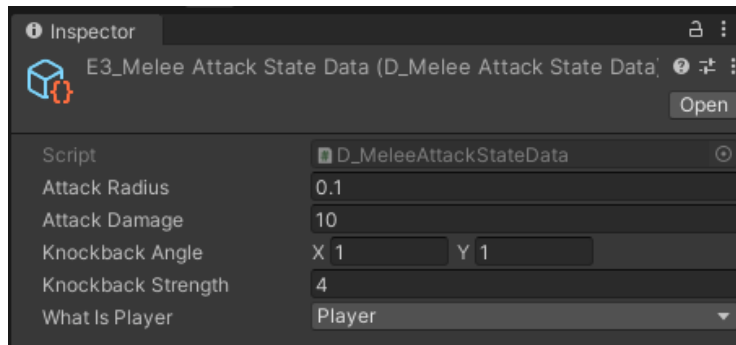 Inspector
E3_Melee Attack State Data (D_Melee Attack State Data)
Open
Script D_MeleeAttackStateData
Attack Radius 0.1
Attack Damage 10
Knockback Angle X 1 Y 1
Knockback Strength 4
What Is Player Player